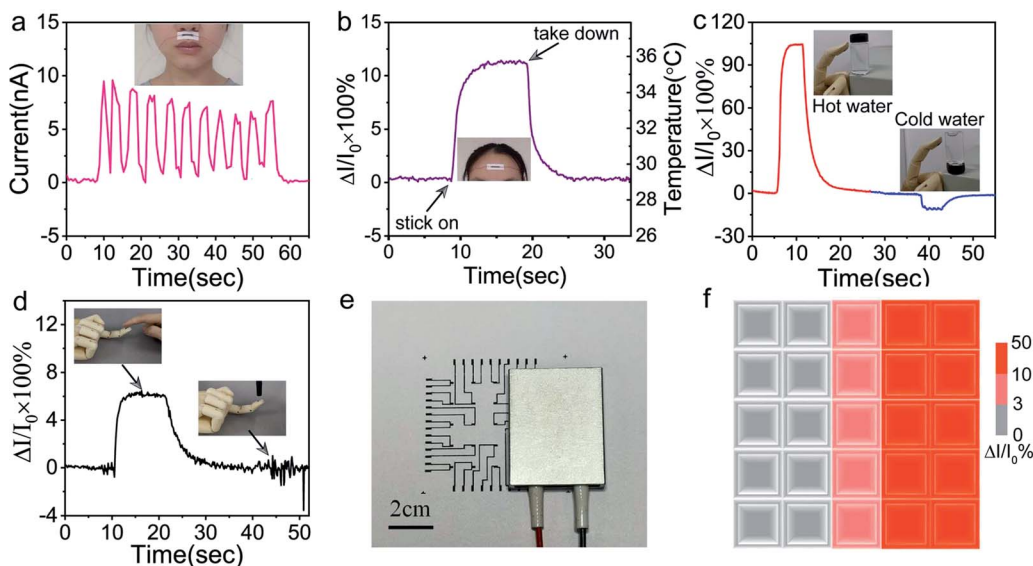 a
15
10
5
0
-5
Current(nA)
0 10 20 30 40 50 60
Time(sec)
b
15
10
5
0
-5
ΔI/I₀×100%
take down
stick on
36
34
32
30
28
26
Temperature(°C)
0 10 20 30
Time(sec)
c
120
90
60
30
0
-30
ΔI/I₀×100%
Hot water
Cold water
0 10 20 30 40 50
Time(sec)
d
12
8
4
0
-4
ΔI/I₀×100%
0 10 20 30 40 50
Time(sec)
e
2cm
f
50
10
3
0
ΔI/I₀%